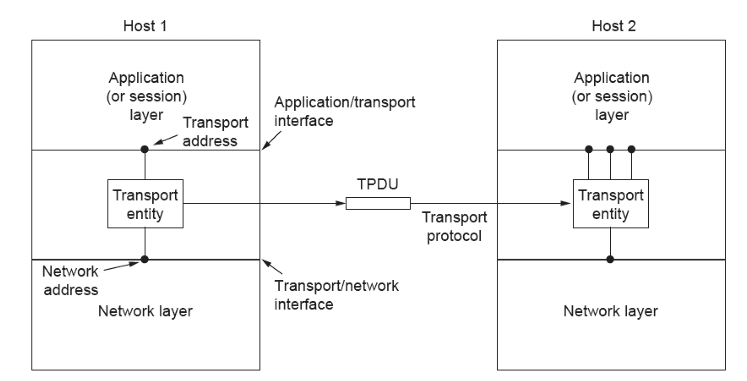 Host 1
Host 2
Application
(or session)
layer
Transport
address
Application/transport
interface
Application
(or session)
layer
Transport
entity
TPDU
Transport
protocol
Transport
entity
Network
address
Transport/network
interface
Network layer
Network layer